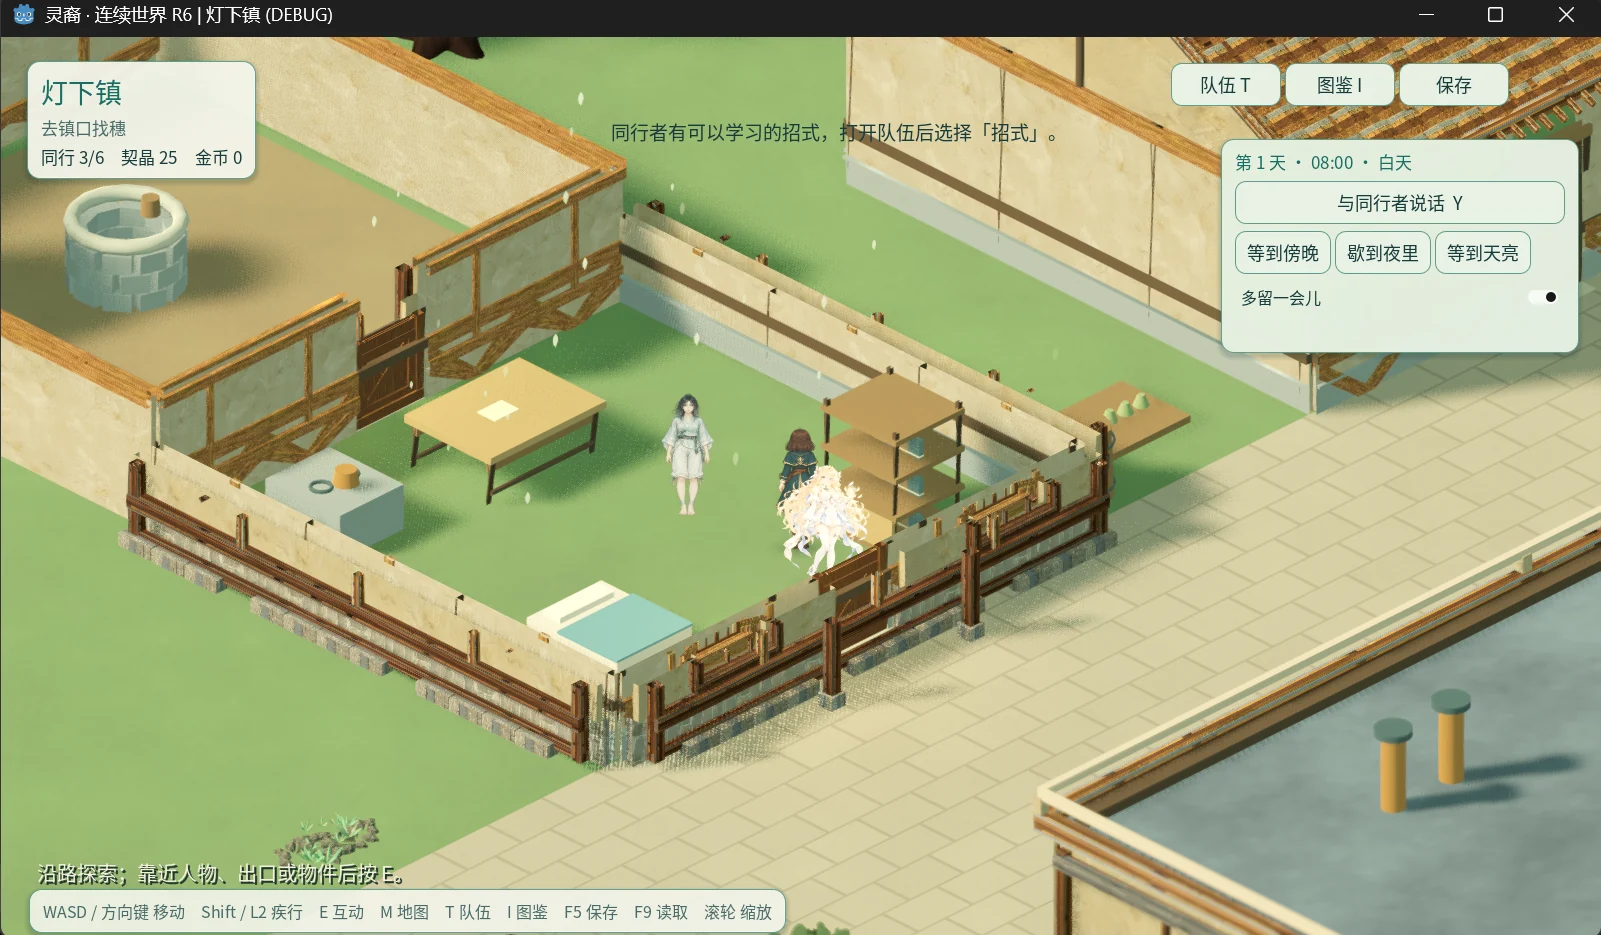 灵裔 · 连续世界 R6 | 灯下镇 (DEBUG)
灯下镇
去镇口找穗
同行 3/6 契晶 25 金币 0
队伍 T 图鉴 I 保存
同行者有可以学习的招式，打开队伍后选择「招式」。
第 1 天 · 08:00 · 白天
与同行者说话 Y
等到傍晚 歇到夜里 等到天亮
多留一会儿
沿路探索；靠近人物、出口或物件后按 E。
WASD / 方向键 移动 Shift / L2 疾行 E 互动 M 地图 T 队伍 I 图鉴 F5 保存 F9 读取 滚轮 缩放